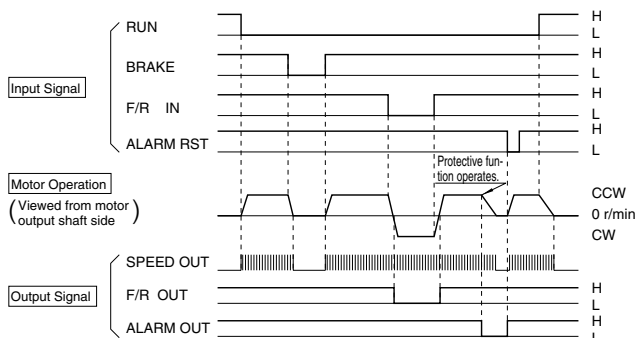 RUN
H
L
BRAKE
H
L
Input Signal
F/R IN
H
L
ALARM RST
H
L
Protective fun-
tion operates.
Motor Operation
(Viewed from motor
output shaft side)
CCW
0 r/min
CW
SPEED OUT
Output Signal
F/R OUT
H
L
ALARM OUT
H
L